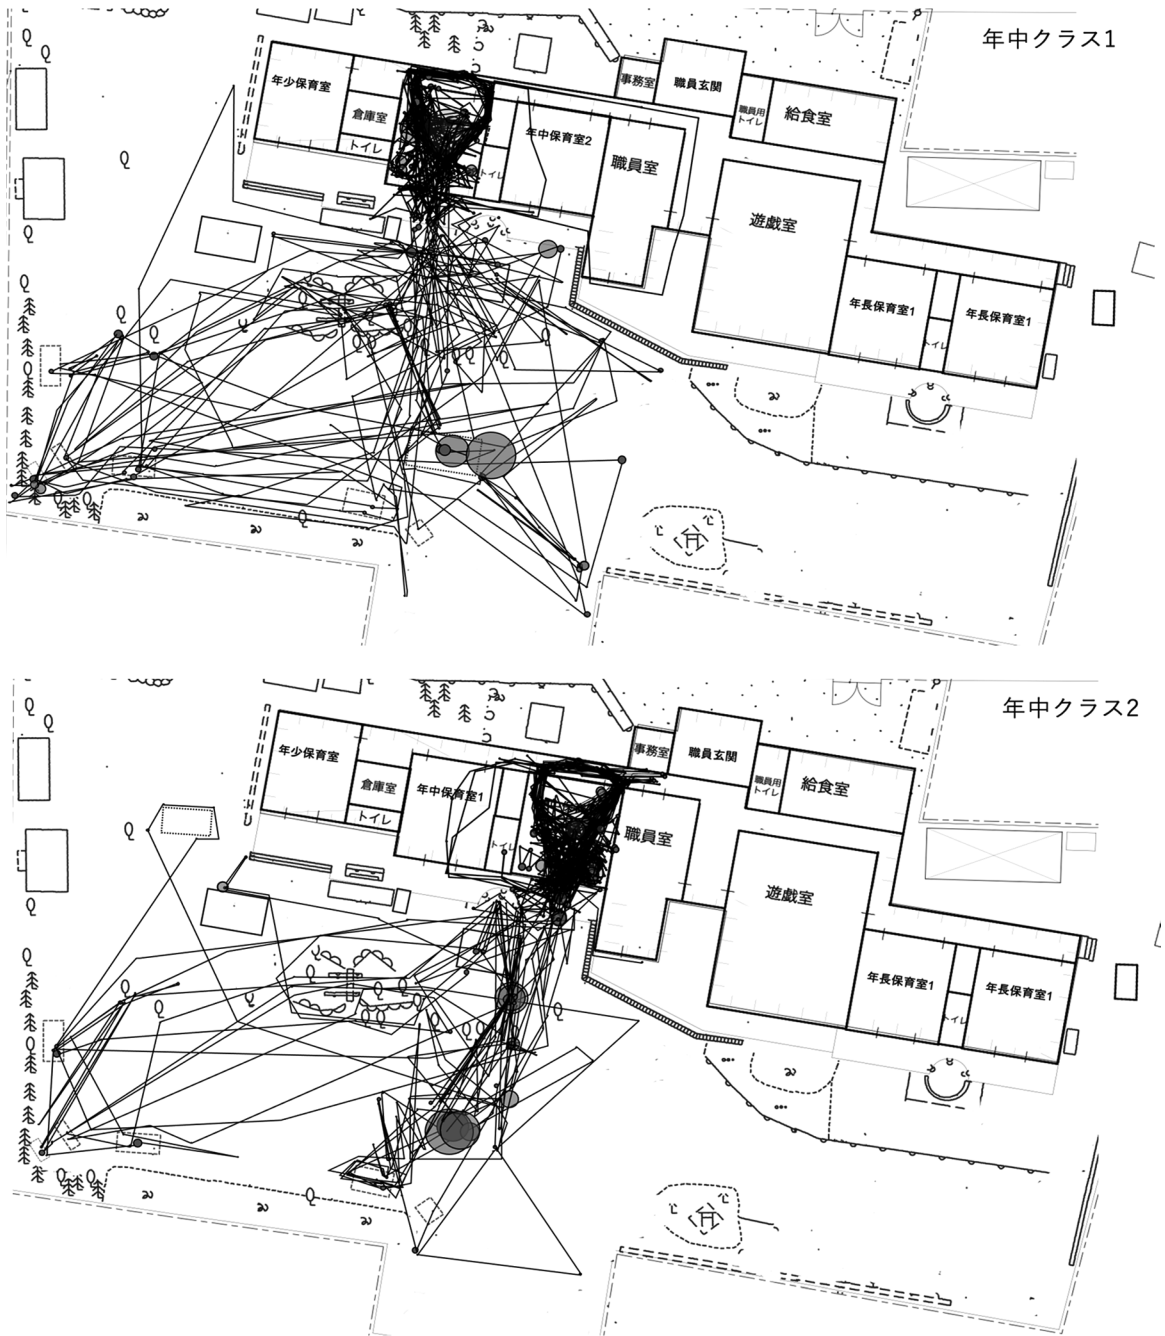 年中クラス1
年少保育室
倉庫室
トイレ
トイレ
年中保育室2
職員室
事務室
職員玄関
職員用
トイレ
給食室
遊戯室
年長保育室1
トイレ
年長保育室1
年中クラス2
年少保育室
倉庫室
トイレ
年中保育室1
トイレ
職員室
事務室
職員玄関
職員用
トイレ
給食室
遊戯室
年長保育室1
トイレ
年長保育室1